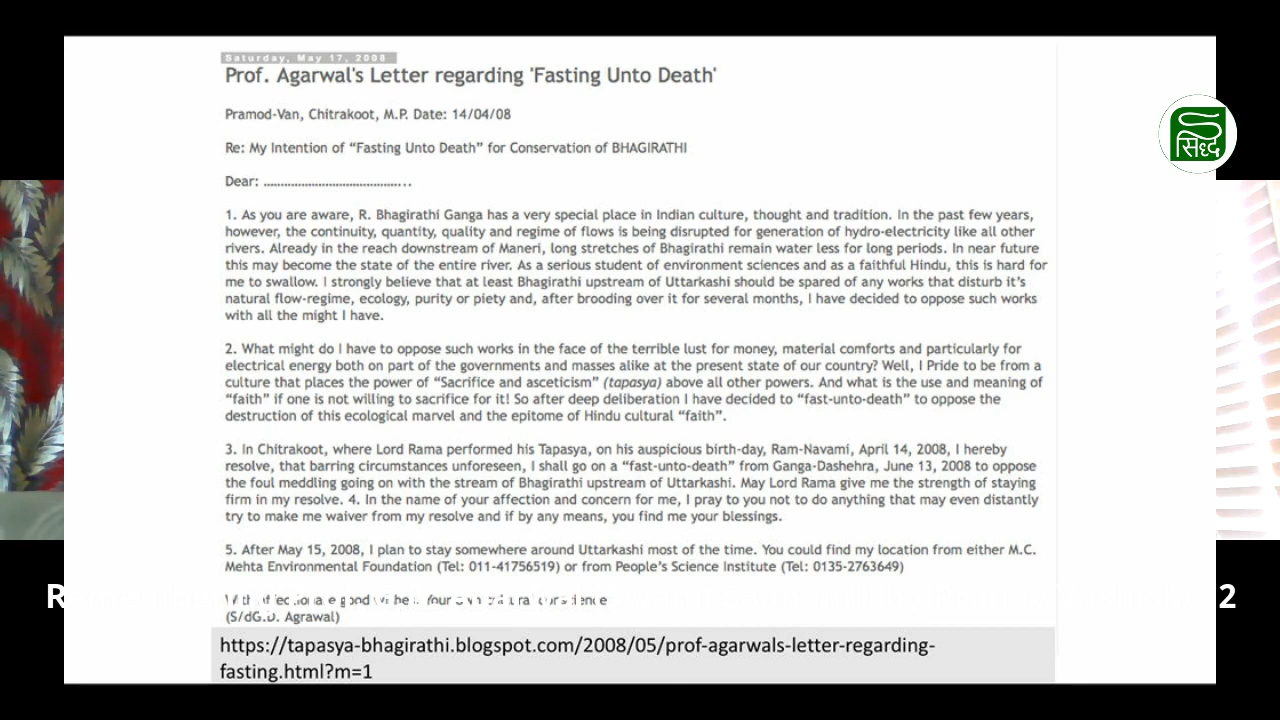 Saturday, May 17, 2008
Prof. Agarwal's Letter regarding 'Fasting Unto Death'
Pramod-Van, Chitrakoot, M.P. Date: 14/04/08
Re: My Intention of “Fasting Unto Death” for Conservation of BHAGIRATHI
Dear: ..........................................
1. As you are aware, R. Bhagirathi Ganga has a very special place in Indian culture, thought and tradition. In the past few years,
however, the continuity, quantity, quality and regime of flows is being disrupted for generation of hydro-electricity like all other
rivers. Already in the reach downstream of Maneri, long stretches of Bhagirathi remain water less for long periods. In near future
this may become the state of the entire river. As a serious student of environment sciences and as a faithful Hindu, this is hard for
me to swallow. I strongly believe that at least Bhagirathi upstream of Uttarkashi should be spared of any works that disturb it's
natural flow-regime, ecology, purity or piety and, after brooding over it for several months, I have decided to oppose such works
with all the might I have.
2. What might do I have to oppose such works in the face of the terrible lust for money, material comforts and particularly for
electrical energy both on part of the governments and masses alike at the present state of our country? Well, I Pride to be from a
culture that places the power of “Sacrifice and asceticism” (tapasya) above all other powers. And what is the use and meaning of
“faith” if one is not willing to sacrifice for it! So after deep deliberation I have decided to “fast-unto-death” to oppose the
destruction of this ecological marvel and the epitome of Hindu cultural “faith”.
3. In Chitrakoot, where Lord Rama performed his Tapasya, on his auspicious birth-day, Ram-Navami, April 14, 2008, I hereby
resolve, that barring circumstances unforeseen, I shall go on a “fast-unto-death” from Ganga-Dashehra, June 13, 2008 to oppose
the foul meddling going on with the stream of Bhagirathi upstream of Uttarkashi. May Lord Rama give me the strength of staying
firm in my resolve. 4. In the name of your affection and concern for me, I pray to you not to do anything that may even distantly
try to make me waiver from my resolve and if by any means, you find me your blessings.
5. After May 15, 2008, I plan to stay somewhere around Uttarkashi most of the time. You could find my location from either M.C.
Mehta Environmental Foundation (Tel: 011-41756519) or from People's Science Institute (Tel: 0135-2763649)
With affectionate good wishes. Your
(S/dG.D. Agrawal)
https://tapasya-bhagirathi.blogspot.com/2008/05/prof-agarwals-letter-regarding-
fasting.html?m=1
सिद्ध
R
2